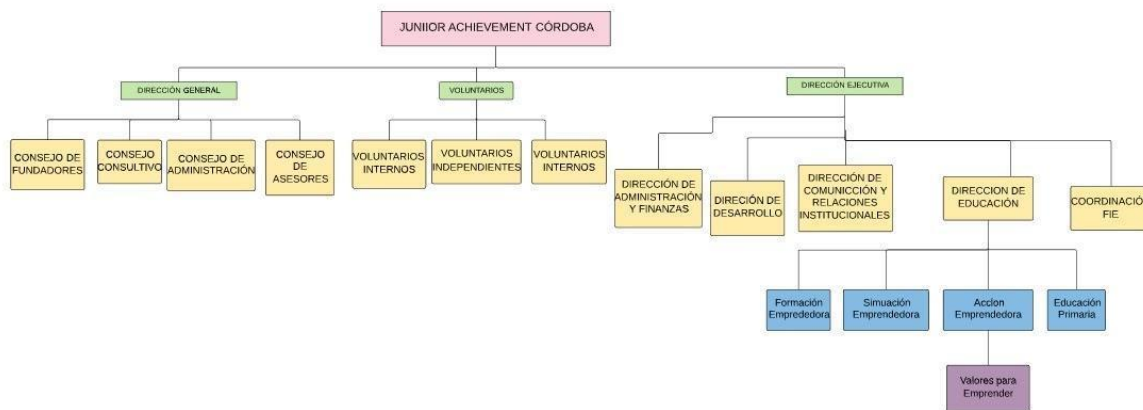 JUNIIOR ACHIEVEMENT CÓRDOBA
DIRECCIÓN GENERAL
VOLUNTARIOS
DIRECCIÓN EJECUTIVA
CONSEJO DE
FUNDADORES
CONSEJO
CONSULTIVO
CONSEJO DE
ADMINISTRACIÓN
CONSEJO
DE
ASESORES
VOLUNTARIOS
INTERNOS
VOLUNTARIOS
INDEPENDIENTES
VOLUNTARIOS
INTERNOS
DIRECCIÓN DE
ADMINISTRACIÓN
Y FINANZAS
DIRECIÓN DE
DESARROLLO
DIRECCIÓN DE
COMUNICCIÓN Y
RELACIONES
INSTITUCIONALES
DIRECCION DE
EDUCACIÓN
COORDINACIÓ
FIE
Formación
Emprededora
Simuación
Emprendedora
AccIon
Emprendedora
Educación
Primaria
Valores para
Emprender